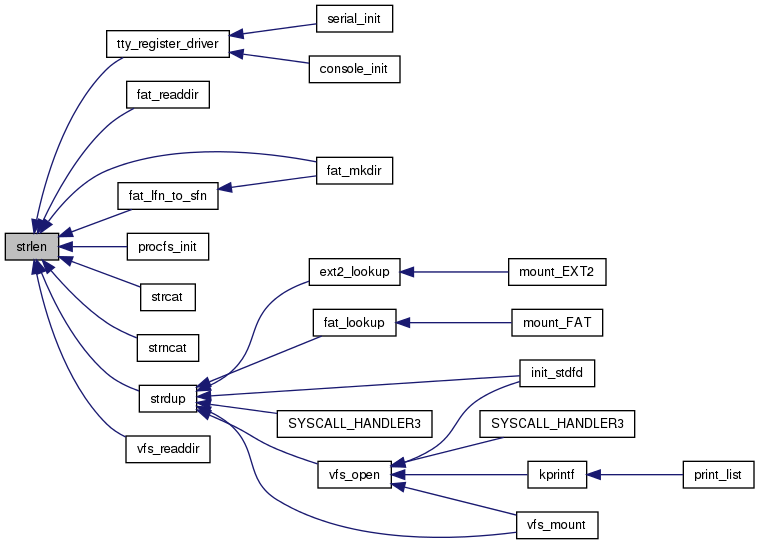 serial_init
tty_register_driver
console_init
fat_readdir
fat_mkdir
fat_lfn_to_sfn
strlen
procfs_init
ext2_lookup
mount_EXT2
strcat
fat_lookup
mount_FAT
strncat
init_stdfd
strdup
SYSCALL_HANDLER3
SYSCALL_HANDLER3
vfs_readdir
vfs_open
kprintf
print_list
vfs_mount